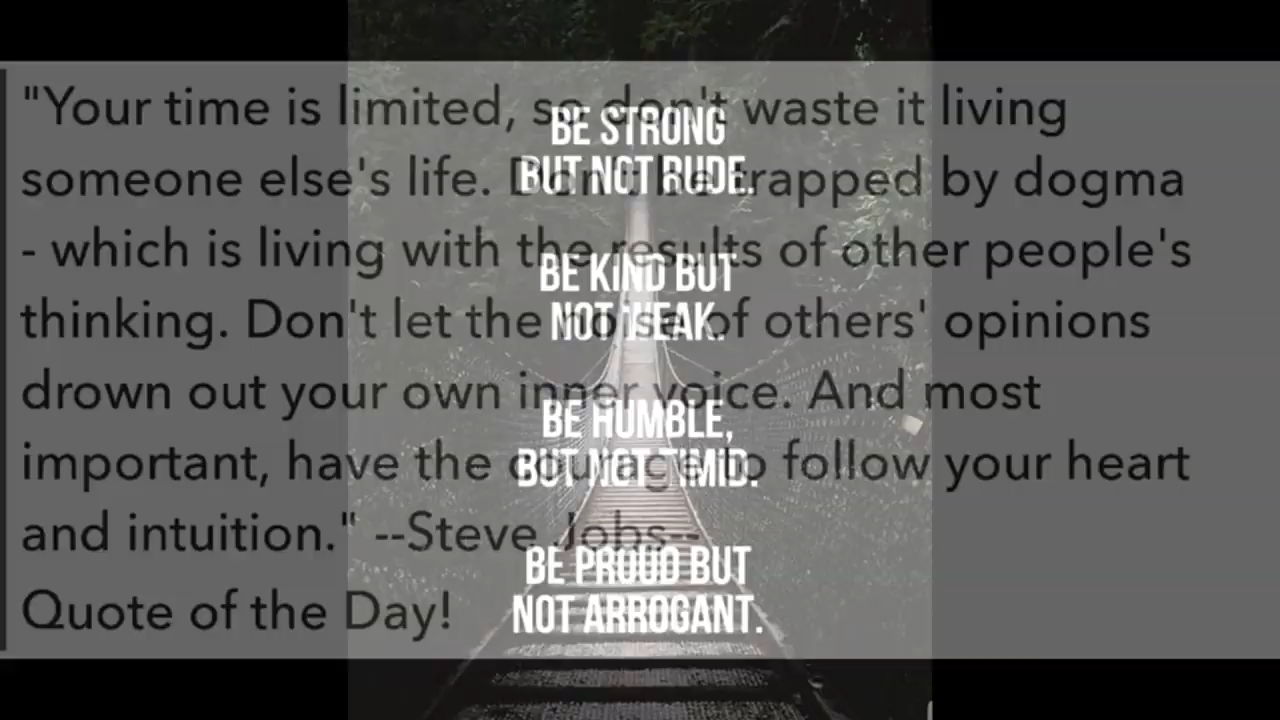 "Your time is limited, so don't waste it living
someone else's life. Don't be trapped by dogma
- which is living with the results of other people's
thinking. Don't let the noise of others' opinions
drown out your own inner voice. And most
important, have the courage to follow your heart
and intuition." --Steve Jobs--
Quote of the Day!
BE STRONG
BUT NOT RUDE.
BE KIND BUT
NOT WEAK.
BE HUMBLE,
BUT NOT TIMID.
BE PROUD BUT
NOT ARROGANT.